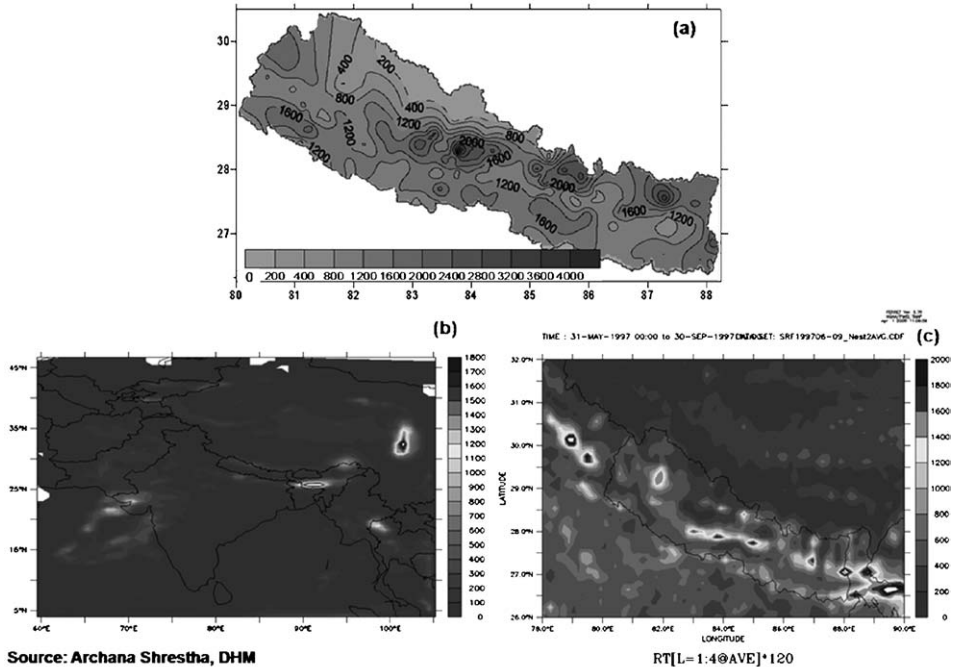 (a)
30
29
28
27
400
200
800
400
1600
1200
1200
1200
800
2000
1600
1200
2000
1600
1600
1200
0 200 400 800 1200 1600 2000 2400 2800 3200 3600 4000
80 81 82 83 84 85 86 87 88
(b)
1800
1700
1600
1500
1400
1300
1200
1100
1000
900
800
700
600
500
400
300
200
100
0
45°N
35°N
25°N
15°N
5°N
60°E 70°E 80°E 90°E 100°E
TIME : 31-MAY-1997 00:00 to 30-SEP-1997
SET: SRF199706-09_Nest2AVG.CDF
(c)
32.0°N
31.0°N
30.0°N
29.0°N
28.0°N
27.0°N
26.0°N
LATITUDE
2000
1800
1600
1400
1200
1000
800
600
400
200
0
78.0°E 80.0°E 82.0°E 84.0°E 86.0°E 88.0°E 90.0°E
LONGITUDE
RT[L=1:4@AVE]*120
Source: Archana Shrestha, DHM